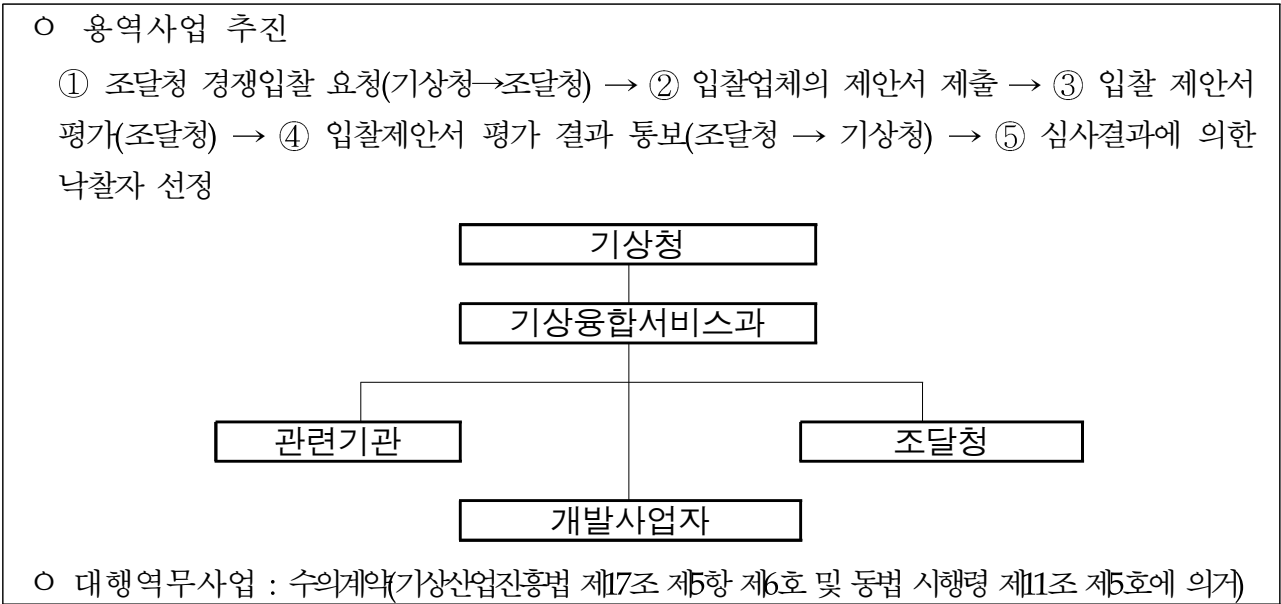 ㅇ 용역사업 추진
① 조달청 경쟁입찰 요청(기상청→조달청) → ② 입찰업체의 제안서 제출 → ③ 입찰 제안서
평가(조달청) → ④ 입찰제안서 평가 결과 통보(조달청 → 기상청) → ⑤ 심사결과에 의한
낙찰자 선정
기상청
기상융합서비스과
관련기관 조달청
개발사업자
ㅇ 대행역무사업 : 수의계약(기상산업진흥법 제17조 제5항 제6호 및 동법 시행령 제11조 제5호에 의거)